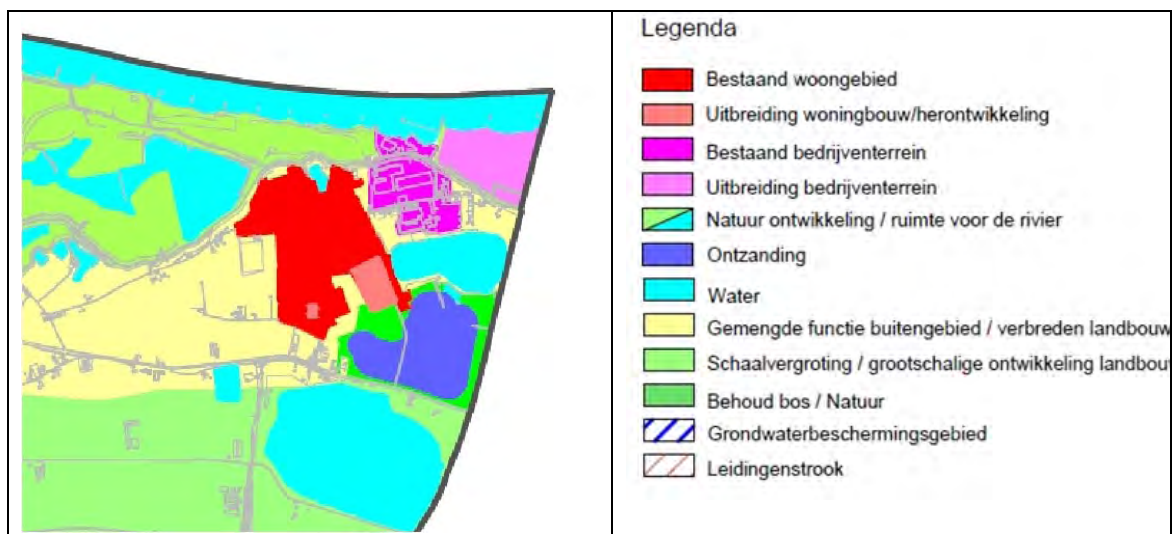 Legenda
Bestaand woongebied
Uitbreiding woningbouw/herontwikkeling
Bestaand bedrijventerrein
Uitbreiding bedrijventerrein
Natuur ontwikkeling / ruimte voor de rivier
Ontzanding
Water
Gemengde functie buitengebied / verbreden landbouw
Schaalvergroting / grootschalige ontwikkeling landbou
Behoud bos / Natuur
Grondwaterbeschermingsgebied
Leidingenstrook